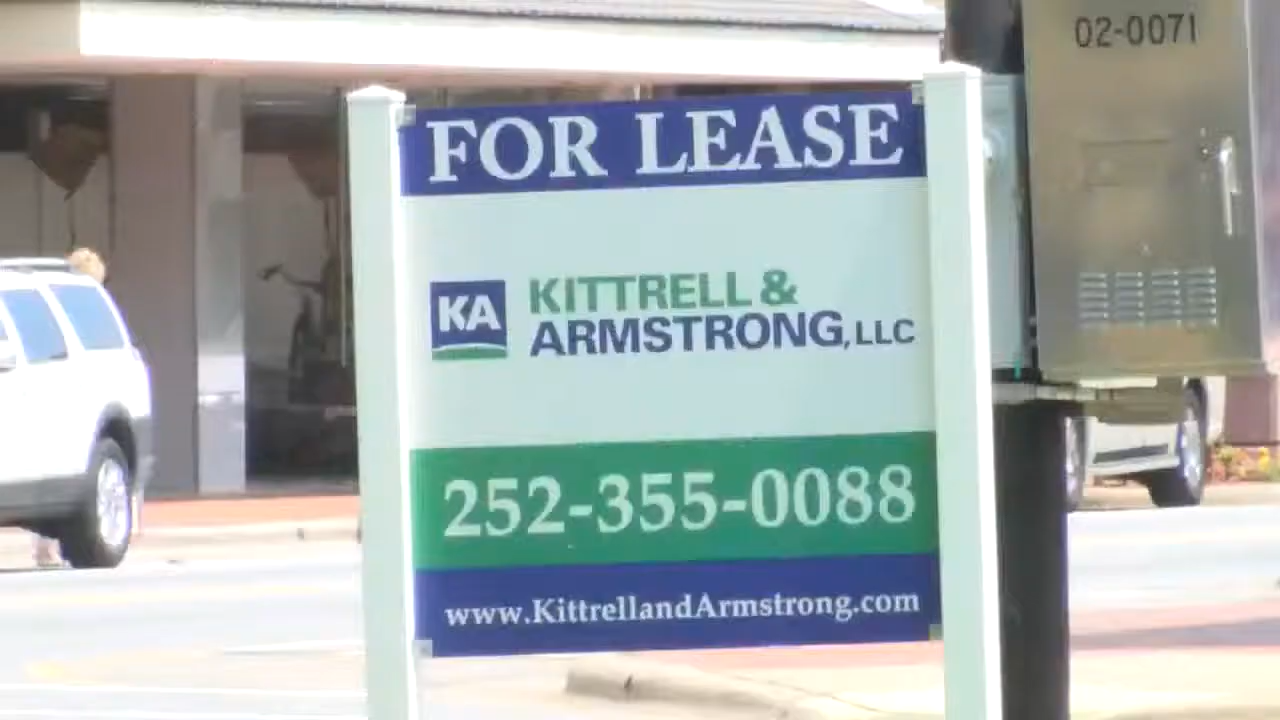 02-0071
FOR LEASE
KA
KITTRELL &
ARMSTRONG, LLC
252-355-0088
www.KittrellandArmstrong.com